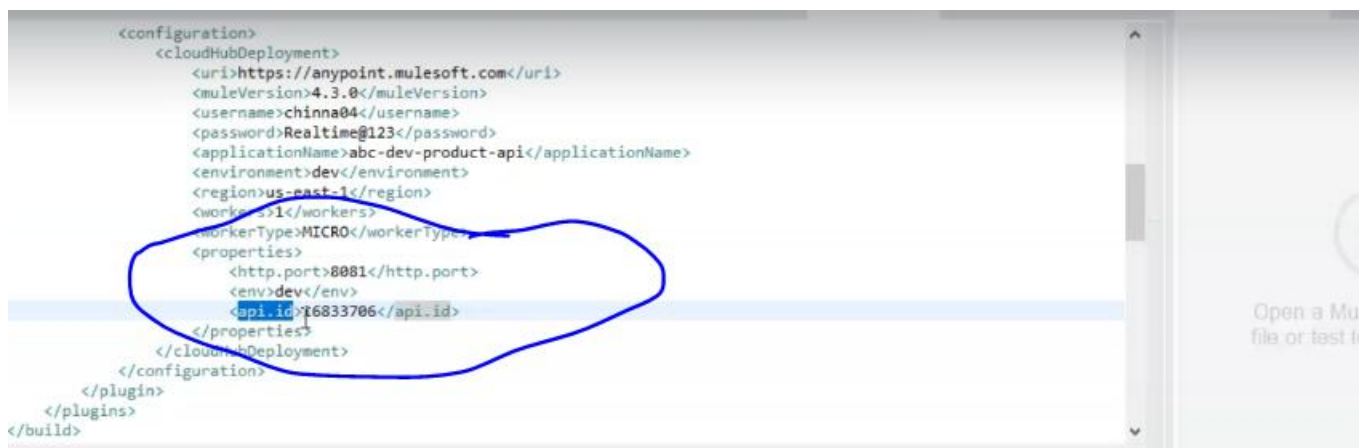 <configuration>
<cloudHubDeployment>
<uri>https://anypoint.mulesoft.com</uri>
<muleVersion>4.3.0</muleVersion>
<username>chinna04</username>
<password>Realtime@123</password>
<applicationName>abc-dev-product-api</applicationName>
<environment>dev</environment>
<region>us-east-1</region>
<workers>1</workers>
<workerType>MICRO</workerType>
<properties>
<http.port>8081</http.port>
<env>dev</env>
<api.id>16833706</api.id>
</properties>
</cloudHubDeployment>
</configuration>
</plugin>
</plugins>
</build>
Open a Mu
file or test